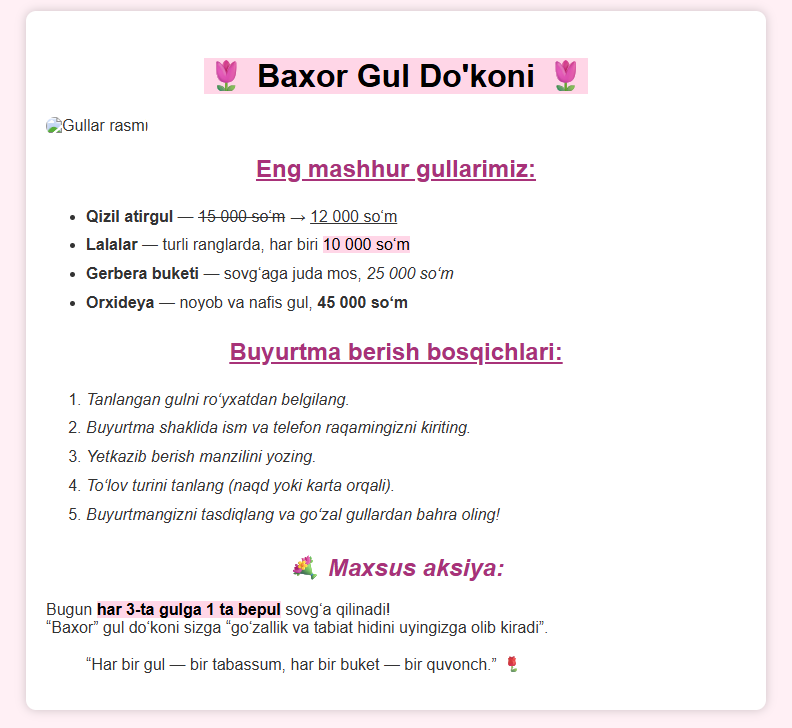 🌷 Baxor Gul Do'koni 🌷
Gullar rasmi
Eng mashhur gullarimiz:
Qizil atirgul — 15 000 so‘m → 12 000 so‘m
Lalalar — turli ranglarda, har biri 10 000 so‘m
Gerbera buketi — sovg‘aga juda mos, 25 000 so‘m
Orxideya — noyob va nafis gul, 45 000 so‘m
Buyurtma berish bosqichlari:
1. Tanlangan gulni ro‘yxatdan belgilang.
2. Buyurtma shaklida ism va telefon raqamingizni kiriting.
3. Yetkazib berish manzilini yozing.
4. To‘lov turini tanlang (naqd yoki karta orqali).
5. Buyurtmangizni tasdiqlang va go‘zal gullardan bahra oling!
💐 Maxsus aksiya:
Bugun har 3-ta gulga 1 ta bepul sovg‘a qilinadi!
“Baxor” gul do‘koni sizga “go‘zallik va tabiat hidini uyingizga olib kiradi”.
“Har bir gul — bir tabassum, har bir buket — bir quvonch.” 🌹